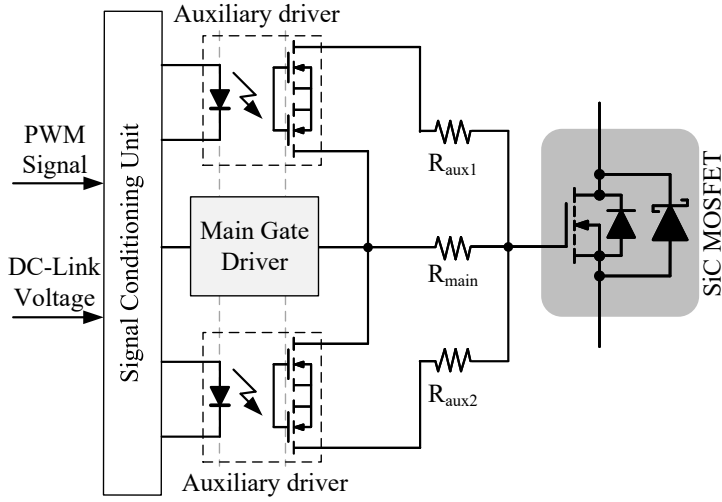 Auxiliary driver
PWM
Signal
DC-Link
Voltage
Signal Conditioning Unit
Main Gate
Driver
R_aux1
R_main
R_aux2
SiC MOSFET
Auxiliary driver